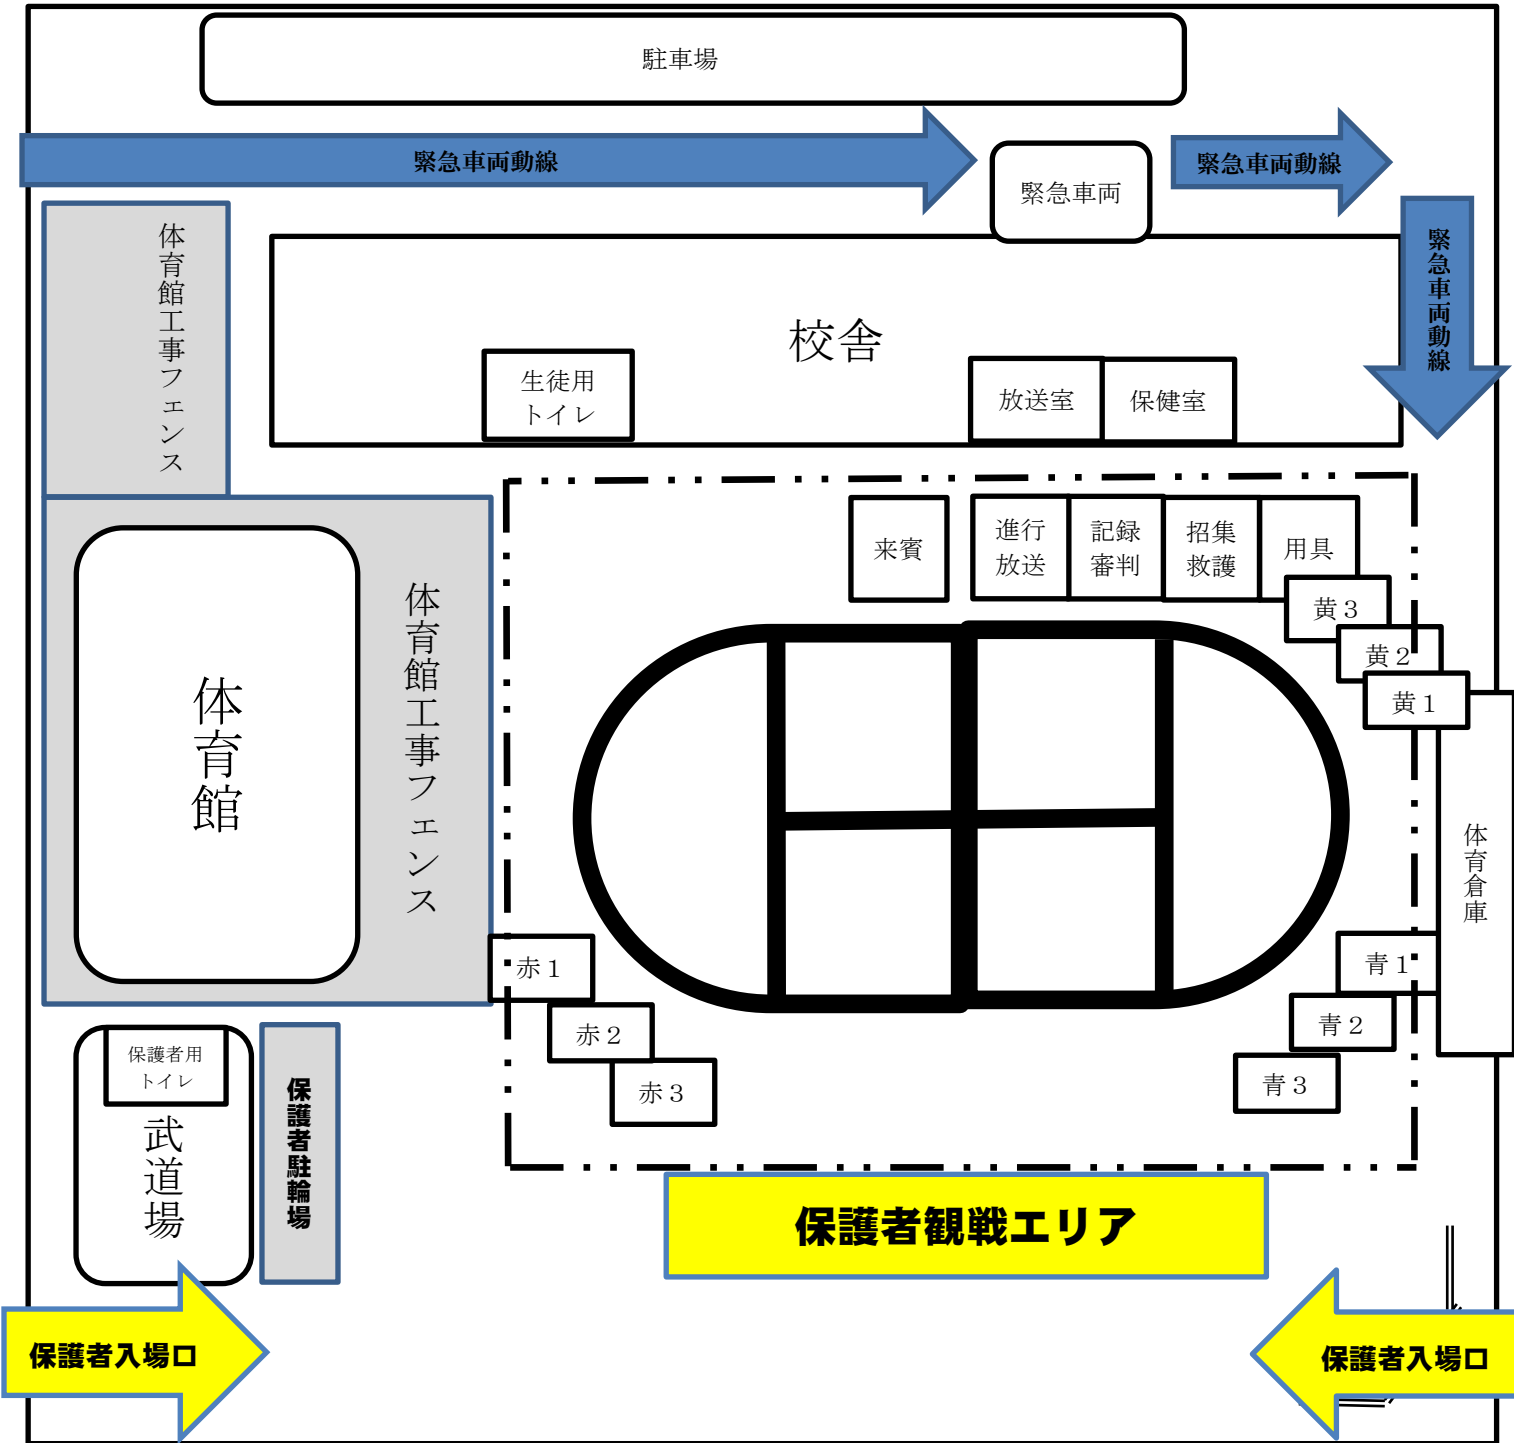 駐車場
緊急車両動線
緊急車両
緊急車両動線
緊急車両動線
体育館工事フェンス
校舎
生徒用
トイレ
放送室
保健室
来賓
進行
放送
記録
審判
招集
救護
用具
黄３
黄２
黄１
体育館
体育館工事フェンス
体育倉庫
赤１
赤２
赤３
青１
青２
青３
保護者用
トイレ
武道場
保護者駐輪場
保護者観戦エリア
保護者入場口
保護者入場口